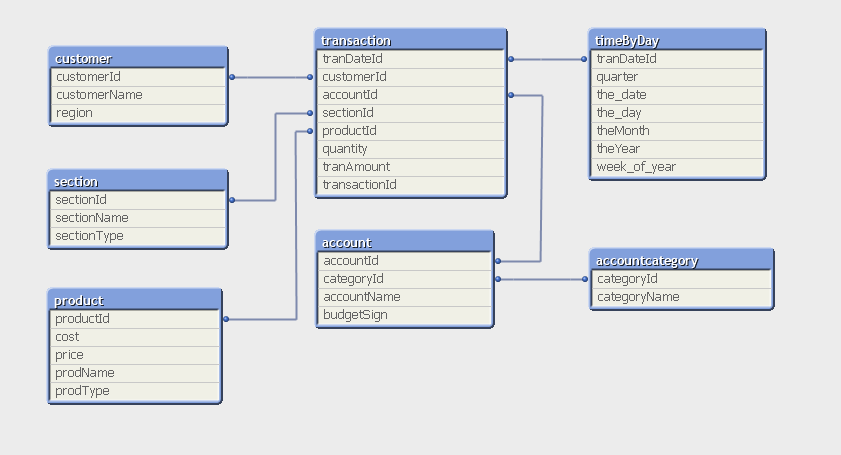 customer
customerId
customerName
region
section
sectionId
sectionName
sectionType
product
productId
cost
price
prodName
prodType
transaction
tranDateId
customerId
accountId
sectionId
productId
quantity
tranAmount
transactionId
account
accountId
categoryId
accountName
budgetSign
timeByDay
tranDateId
quarter
the_date
the_day
theMonth
theYear
week_of_year
accountcategory
categoryId
categoryName